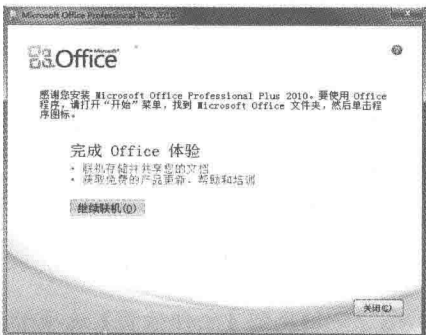 Microsoft Office Professional Plus 2010
Microsoft®
Office
感谢您安装 Microsoft Office Professional Plus 2010。要使用 Office
程序，请打开“开始”菜单，找到 Microsoft Office 文件夹，然后单击程
序图标。
完成 Office 体验
• 联机存储并共享您的文档
• 获取免费的产品更新、帮助和培训
继续联机(O)
关闭(C)